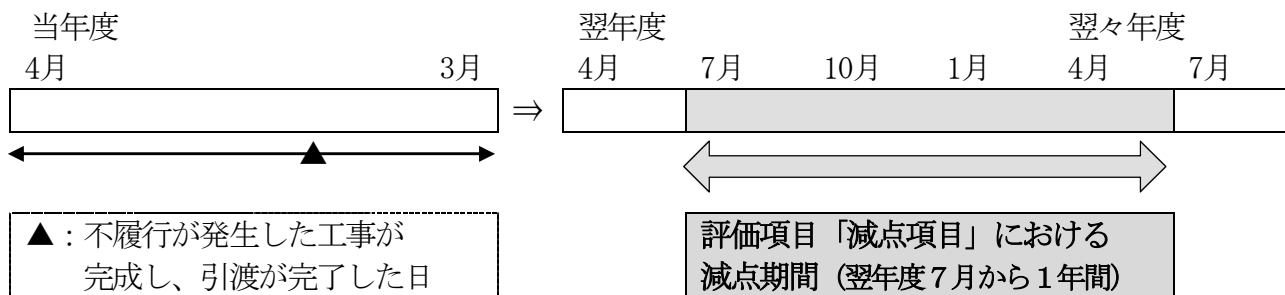 当年度 翌年度 翌々年度
4月 3月 4月 7月 10月 1月 4月 7月
⇒
▲：不履行が発生した工事が
完成し、引渡が完了した日
評価項目「減点項目」における
減点期間（翌年度７月から１年間）